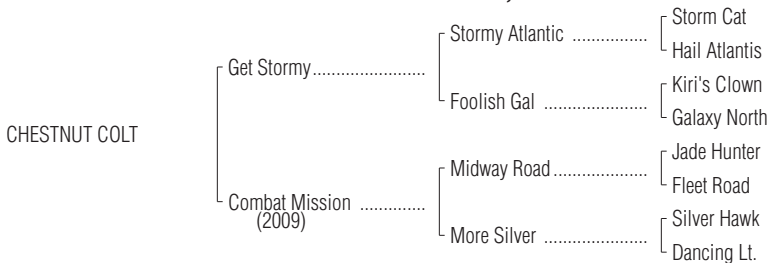 Storm Cat
Stormy Atlantic ..................
Hail Atlantis
Get Stormy........................
Kiri's Clown
Foolish Gal .........................
Galaxy North
CHESTNUT COLT
Jade Hunter
Midway Road......................
Fleet Road
Combat Mission ..............
(2009)
Silver Hawk
More Silver .........................
Dancing Lt.